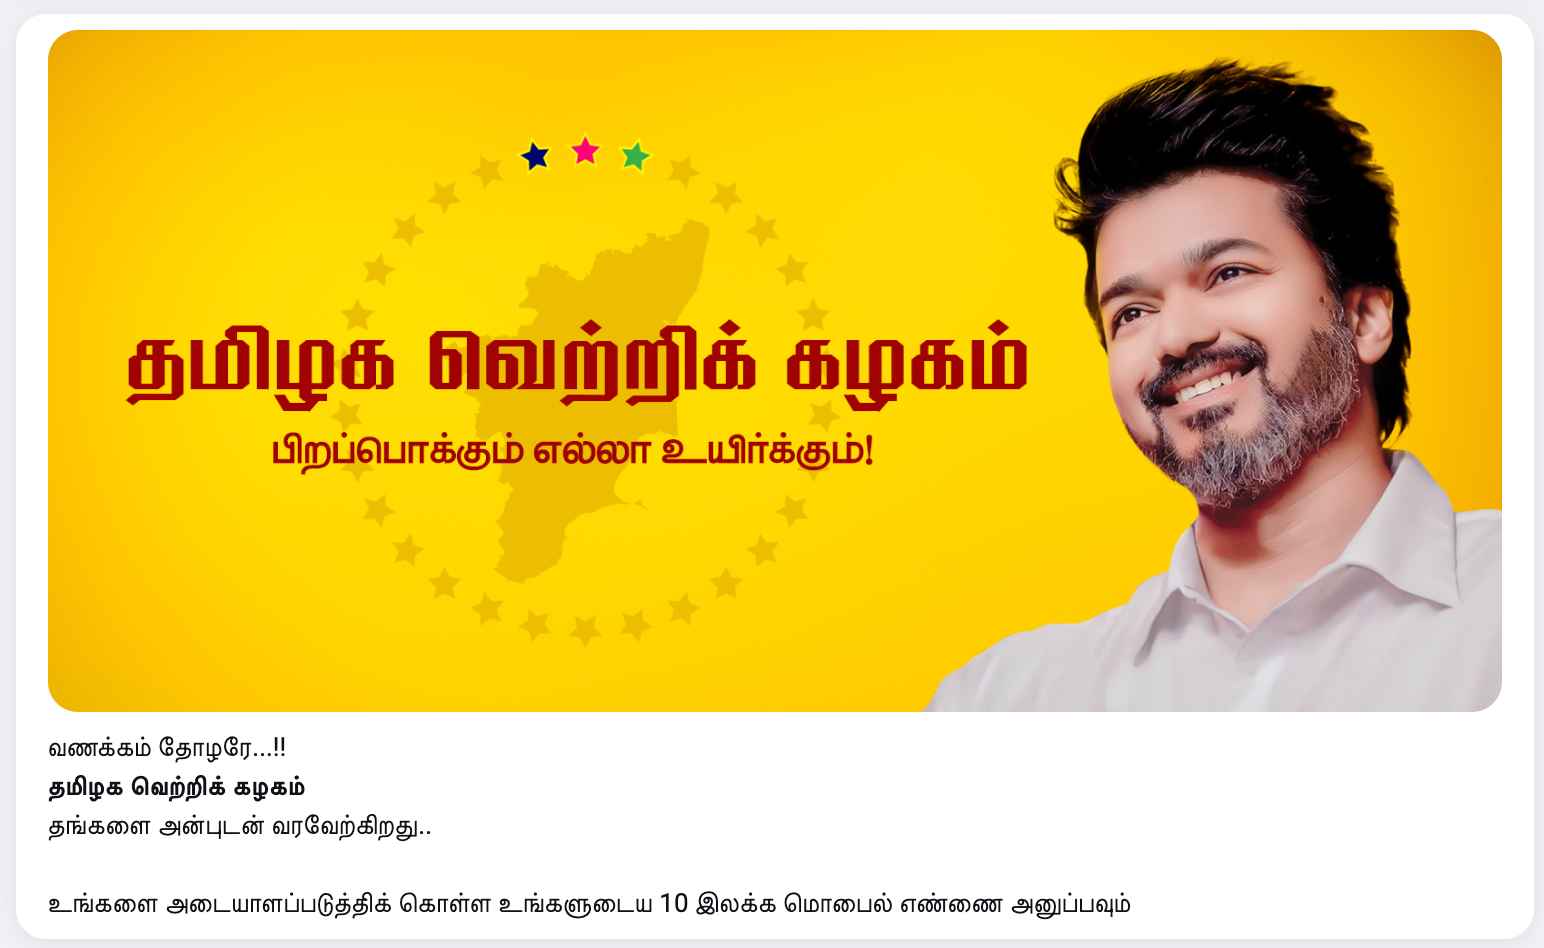 தமிழக வெற்றிக் கழகம்
பிறப்பொக்கும் எல்லா உயிர்க்கும்!
வணக்கம் தோழரே...!!
தமிழக வெற்றிக் கழகம்
தங்களை அன்புடன் வரவேற்கிறது..
உங்களை அடையாளப்படுத்திக் கொள்ள உங்களுடைய 10 இலக்க மொபைல் எண்ணை அனுப்பவும்